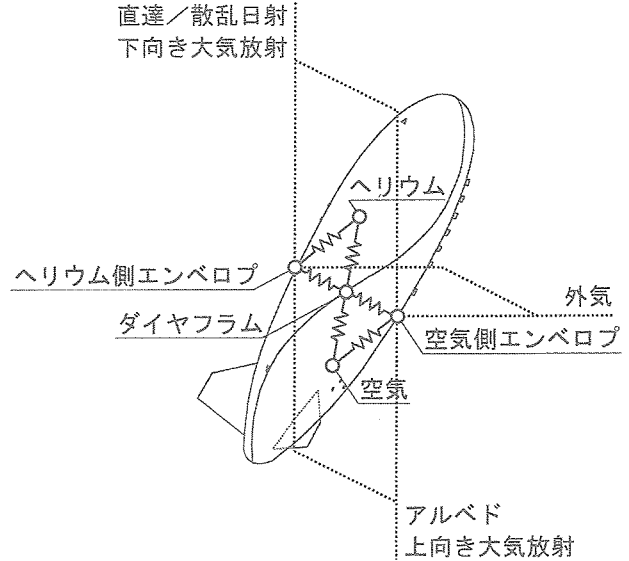 直達／散乱日射
下向き大気放射
ヘリウム
ヘリウム側エンベロプ
外気
ダイヤフラム
空気側エンベロプ
空気
アルベド
上向き大気放射